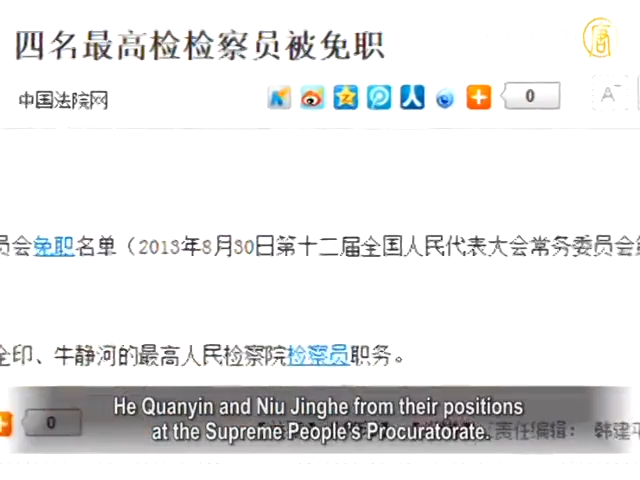 四名最高检检察员被免职
中国法院网
0
A
员会免职名单（2013年8月30日第十二届全国人民代表大会常务委员会第
全印、牛静河的最高人民检察院检察员职务。
0
责任编辑： 韩建平
He Quanyin and Niu Jinghe from their positions
at the Supreme People's Procuratorate.